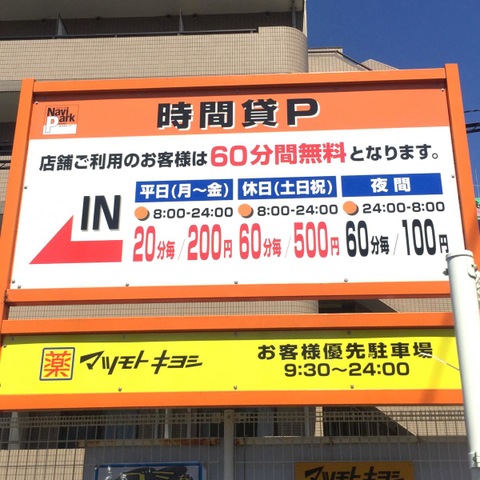 Navi
Park
時間貸P
店舗ご利用のお客様は60分間無料となります。
IN
平日(月〜金) 休日(土日祝) 夜間
8:00-24:00 8:00-24:00 24:00-8:00
20分毎/200円 60分毎/500円 60分毎/100円
薬 マツモトキヨシ お客様優先駐車場
9:30〜24:00
マツモトキヨシ